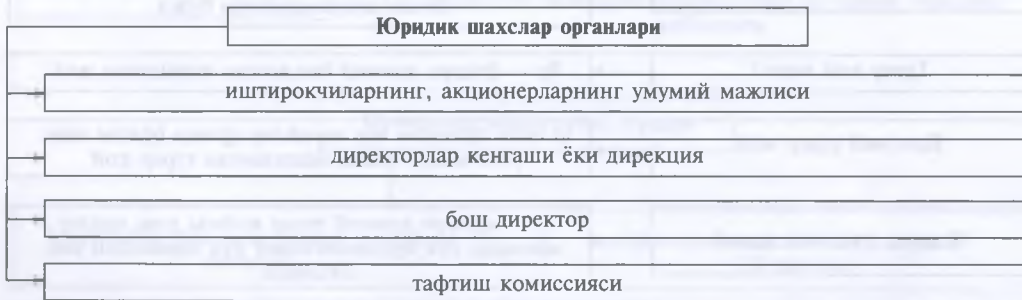 Юридик шахслар органлари
иштирокчиларнинг, акционерларнинг умумий мажлиси
директорлар кенгаши ёки дирекция
бош директор
тафтиш комиссияси